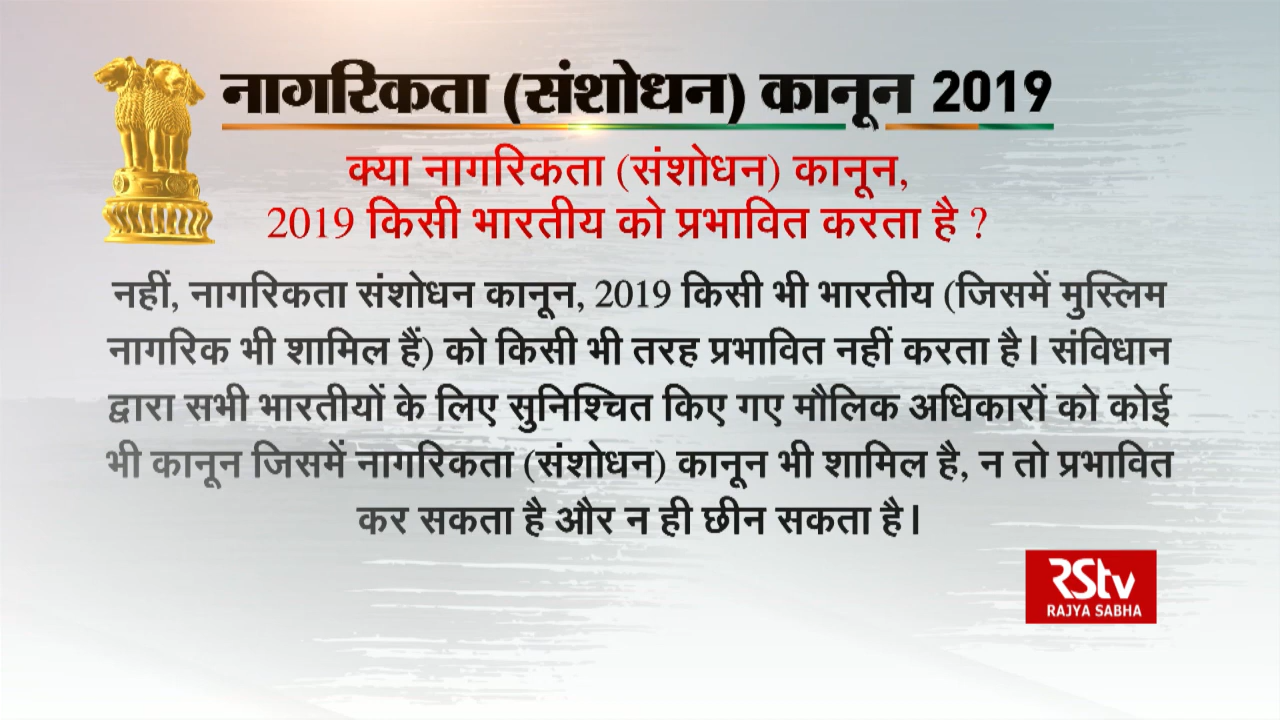 नागरिकता (संशोधन) कानून 2019
क्या नागरिकता (संशोधन) कानून,
2019 किसी भारतीय को प्रभावित करता है ?
नहीं, नागरिकता संशोधन कानून, 2019 किसी भी भारतीय (जिसमें मुस्लिम
नागरिक भी शामिल हैं) को किसी भी तरह प्रभावित नहीं करता है। संविधान
द्वारा सभी भारतीयों के लिए सुनिश्चित किए गए मौलिक अधिकारों को कोई
भी कानून जिसमें नागरिकता (संशोधन) कानून भी शामिल है, न तो प्रभावित
कर सकता है और न ही छीन सकता है।
RStv
RAJYA SABHA